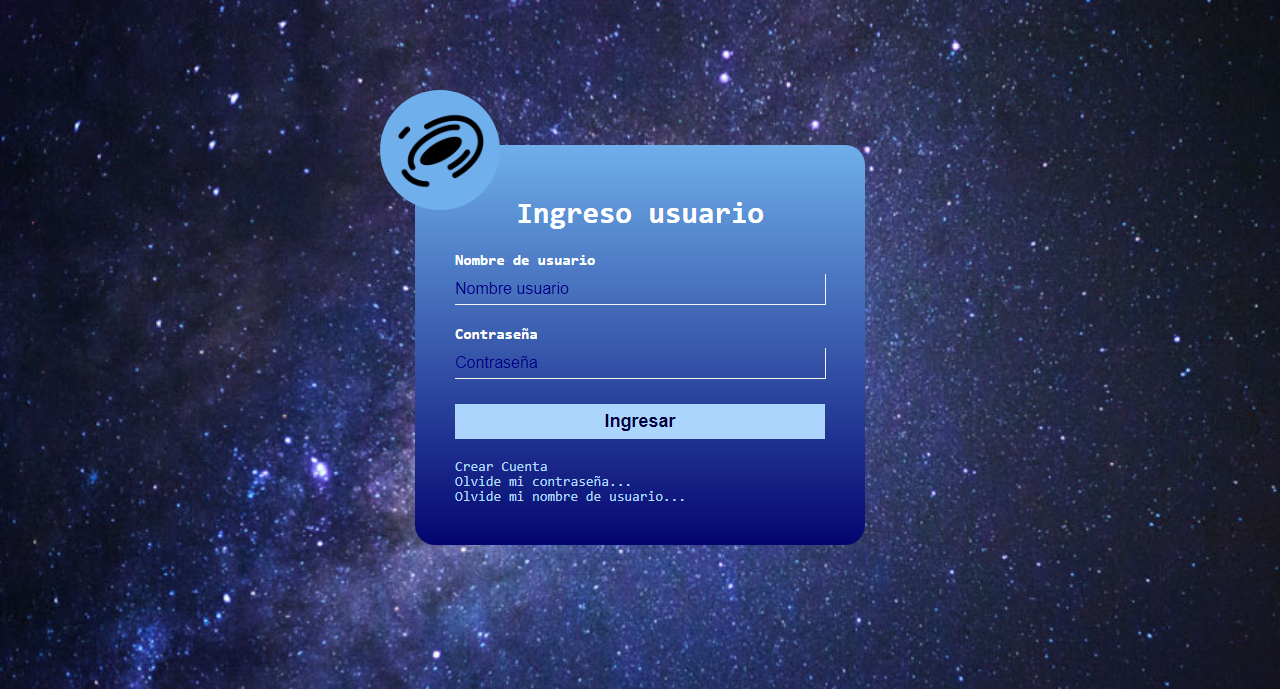 Ingreso usuario
Nombre de usuario
Nombre usuario
Contraseña
Contraseña
Ingresar
Crear Cuenta
Olvide mi contraseña...
Olvide mi nombre de usuario...